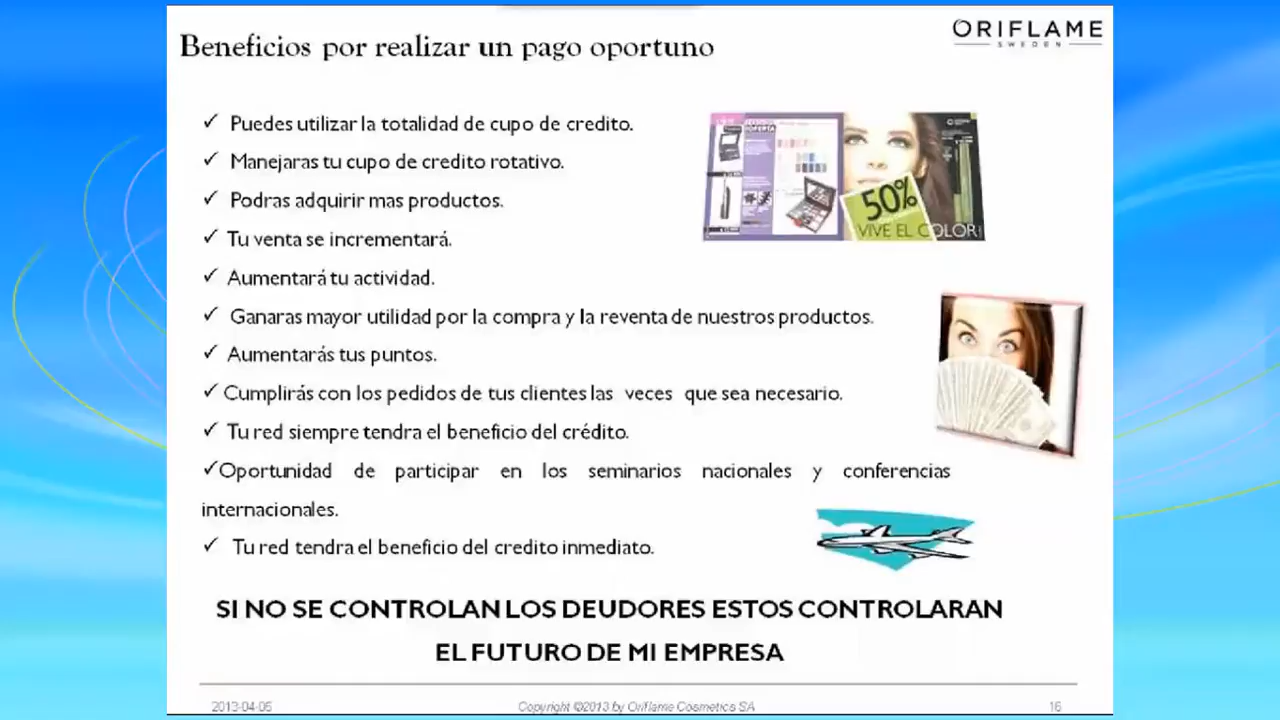 Beneficios por realizar un pago oportuno
ORIFLAME
SWEDEN
✓ Puedes utilizar la totalidad de cupo de credito.
✓ Manejaras tu cupo de credito rotativo.
✓ Podras adquirir mas productos.
✓ Tu venta se incrementará.
✓ Aumentará tu actividad.
✓ Ganaras mayor utilidad por la compra y la reventa de nuestros productos.
✓ Aumentarás tus puntos.
✓ Cumplirás con los pedidos de tus clientes las veces que sea necesario.
✓ Tu red siempre tendra el beneficio del crédito.
✓Oportunidad de participar en los seminarios nacionales y conferencias
internacionales.
✓ Tu red tendra el beneficio del credito inmediato.
50%
VIVE EL COLOR!
SI NO SE CONTROLAN LOS DEUDORES ESTOS CONTROLARAN
EL FUTURO DE MI EMPRESA
2013-04-05
Copyright ©2013 by Oriflame Cosmetics SA
16